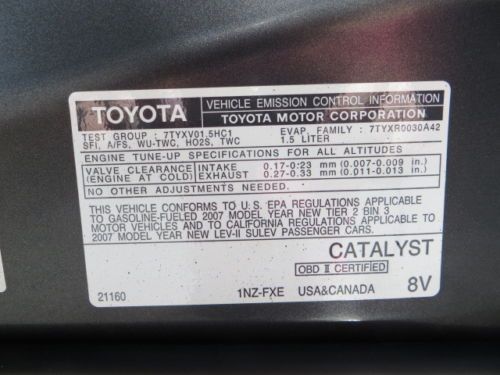 TOYOTA
VEHICLE EMISSION CONTROL INFORMATION
TOYOTA MOTOR CORPORATION
TEST GROUP : 7TYXV01.5HC1 EVAP. FAMILY : 7TYXR0030A42
SFI, A/FS, WU-TWC, HO2S, TWC 1.5 LITER
ENGINE TUNE-UP SPECIFICATIONS FOR ALL ALTITUDES
VALVE CLEARANCE INTAKE 0.17-0.23 mm (0.007-0.009 in.)
(ENGINE AT COLD) EXHAUST 0.27-0.33 mm (0.011-0.013 in.)
NO OTHER ADJUSTMENTS NEEDED.
THIS VEHICLE CONFORMS TO U.S. EPA REGULATIONS APPLICABLE
TO GASOLINE-FUELED 2007 MODEL YEAR NEW TIER 2 BIN 3
MOTOR VEHICLES AND TO CALIFORNIA REGULATIONS APPLICABLE TO
2007 MODEL YEAR NEW LEV-II SULEV PASSENGER CARS.
CATALYST
OBD II CERTIFIED
21160 1NZ-FXE USA&CANADA 8V